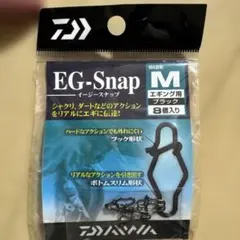 DAIWA
EG-Snap
イージースナップ
SIZE
M
エギング用
ブラック
8個入り
シャクリ、ダートなどのアクション
をリアルにエギに伝達!
ハードなアクションでも外れにくい
フック形状
リアルなアクションを引き出す
ボトムスリム形状
DAIWA